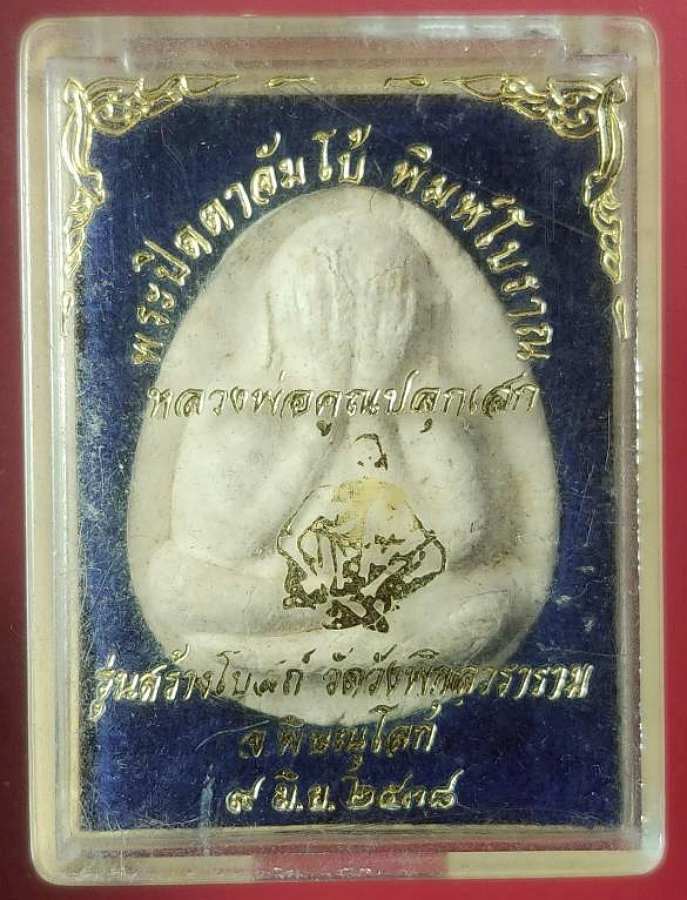 พระปิดตาจัมโบ้ พิมพ์โบราณ
หลวงพ่อคูณปลุกเสก
รุ่นสร้างโบสถ์ วัดวังพิกุลวราราม
จ.พิษณุโลก
๙ มิ.ย. ๒๕๓๘